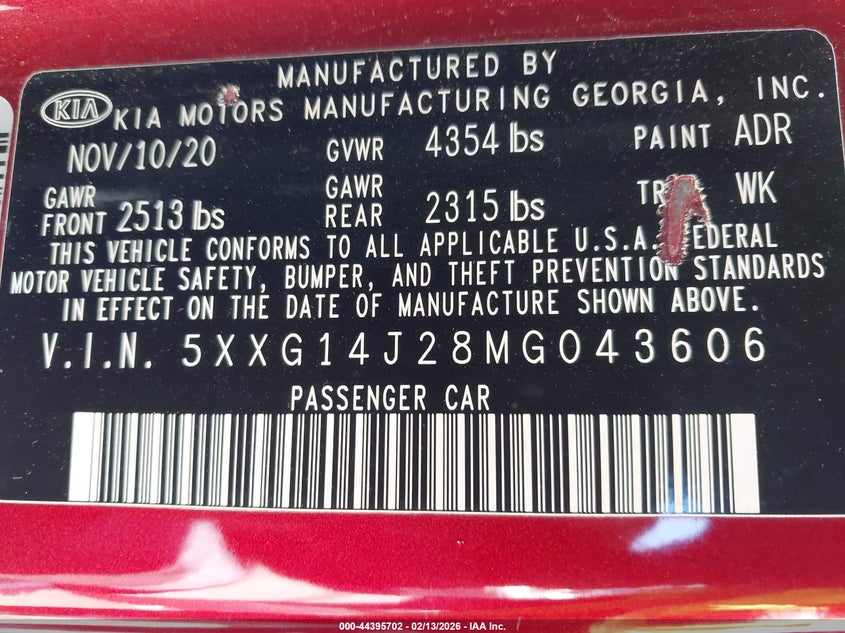 MANUFACTURED BY
KIA KIA MOTORS MANUFACTURING GEORGIA, INC.
NOV/10/20 GVWR 4354 lbs PAINT ADR
GAWR FRONT 2513 lbs GAWR REAR 2315 lbs WK
THIS VEHICLE CONFORMS TO ALL APPLICABLE U.S.A. FEDERAL
MOTOR VEHICLE SAFETY, BUMPER, AND THEFT PREVENTION STANDARDS
IN EFFECT ON THE DATE OF MANUFACTURE SHOWN ABOVE.
V.I.N. 5XXG14J28MG043606
PASSENGER CAR
000-44395702 - 02/13/2026 - IAA Inc.